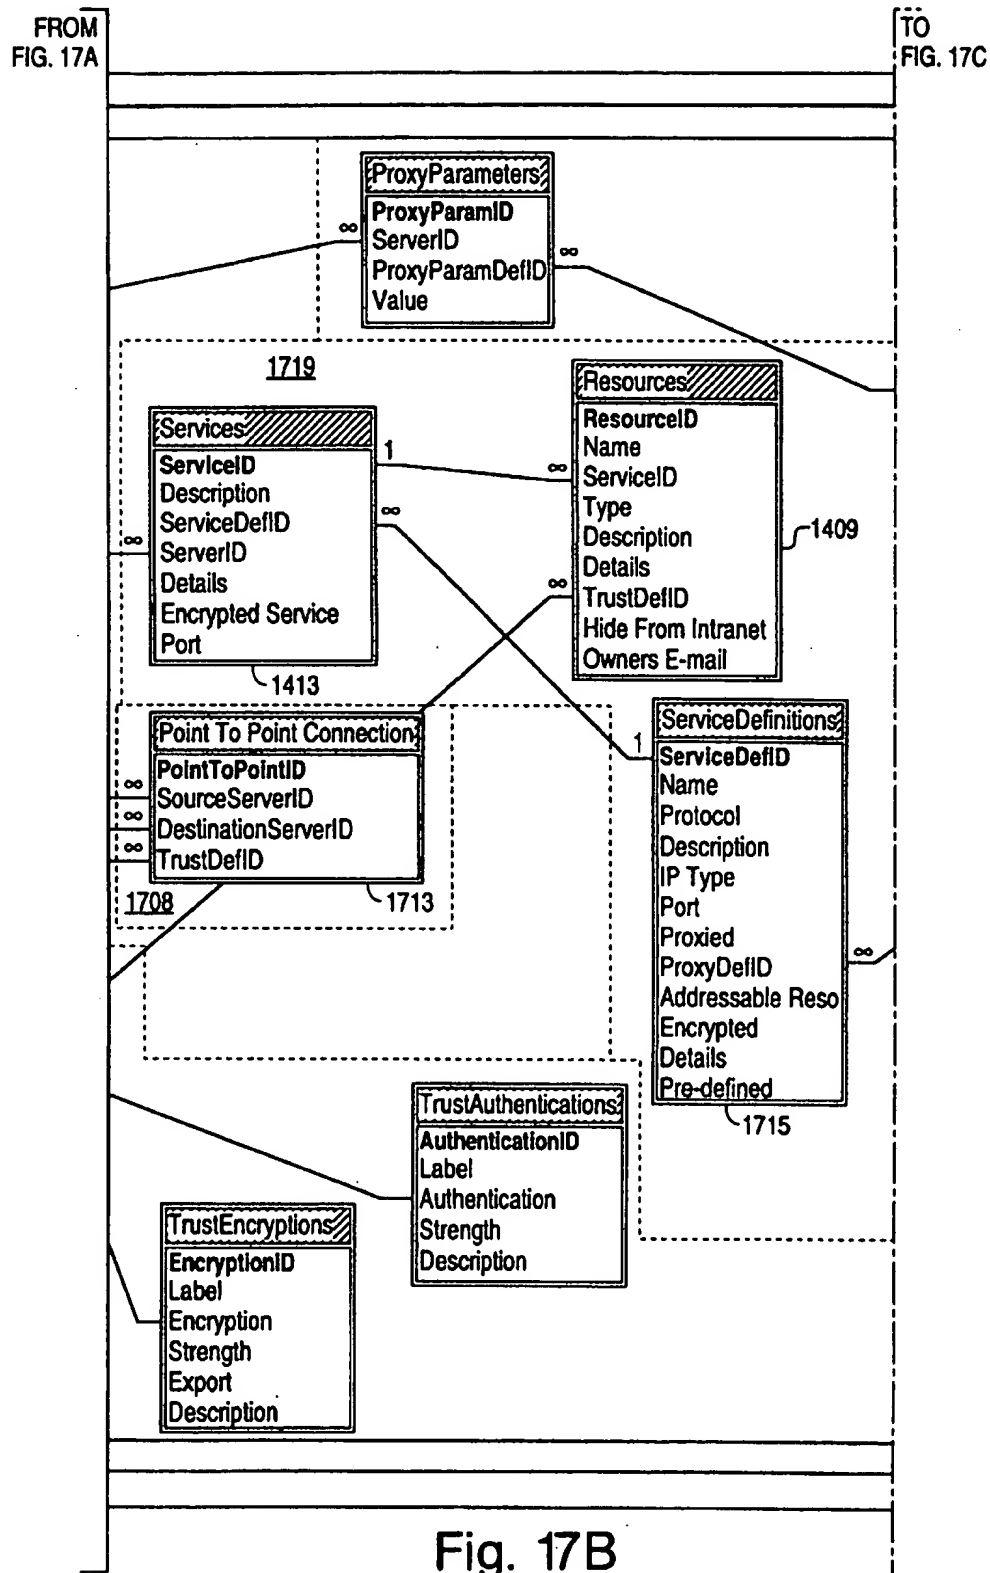 FROM
FIG. 17A
TO
FIG. 17C
ProxyParameters
ProxyParamID
∞
ServerID
∞
ProxyParamDefID
Value
1719
Resources
ResourceID
Name
∞
ServiceID
Type
Description
Details
∞
TrustDefID
Hide From Intranet
Owners E-mail
1409
Services
1
ServiceID
Description
∞
ServiceDefID
∞
ServerID
Details
Encrypted Service
Port
1413
Point To Point Connection
PointToPointID
∞
SourceServerID
∞
DestinationServerID
∞
TrustDefID
1708
1713
ServiceDefinitions
1
ServiceDefID
Name
Protocol
Description
IP Type
Port
Proxied
∞
ProxyDefID
Addressable Reso
Encrypted
Details
Pre-defined
1715
TrustAuthentications
AuthenticationID
Label
Authentication
Strength
Description
TrustEncryptions
EncryptionID
Label
Encryption
Strength
Export
Description
Fig. 17B